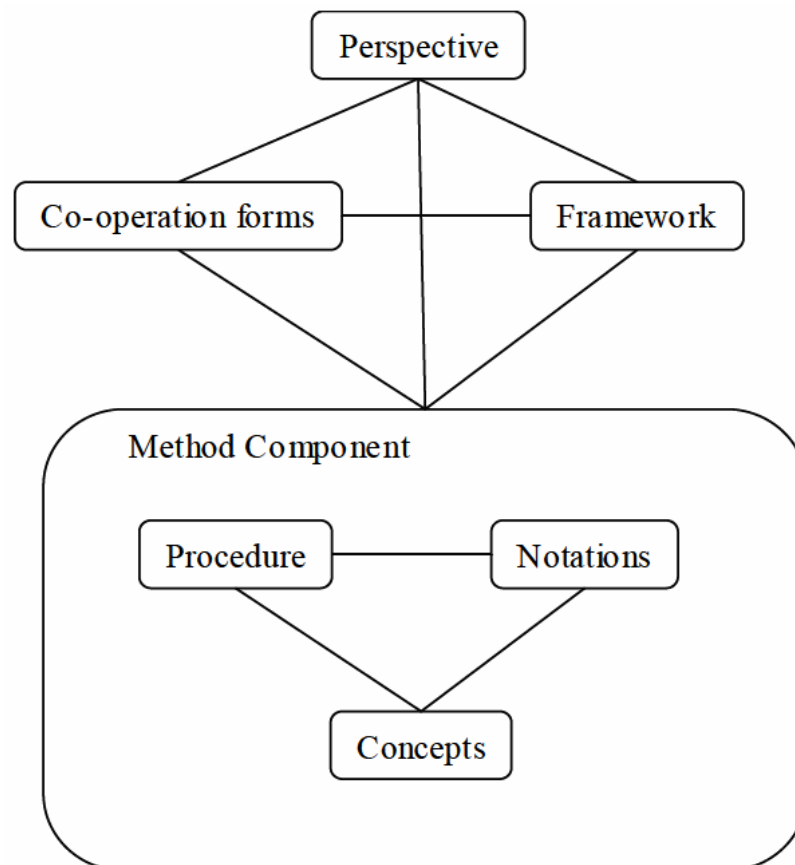 Perspective
Co-operation forms
Framework
Method Component
Procedure
Notations
Concepts